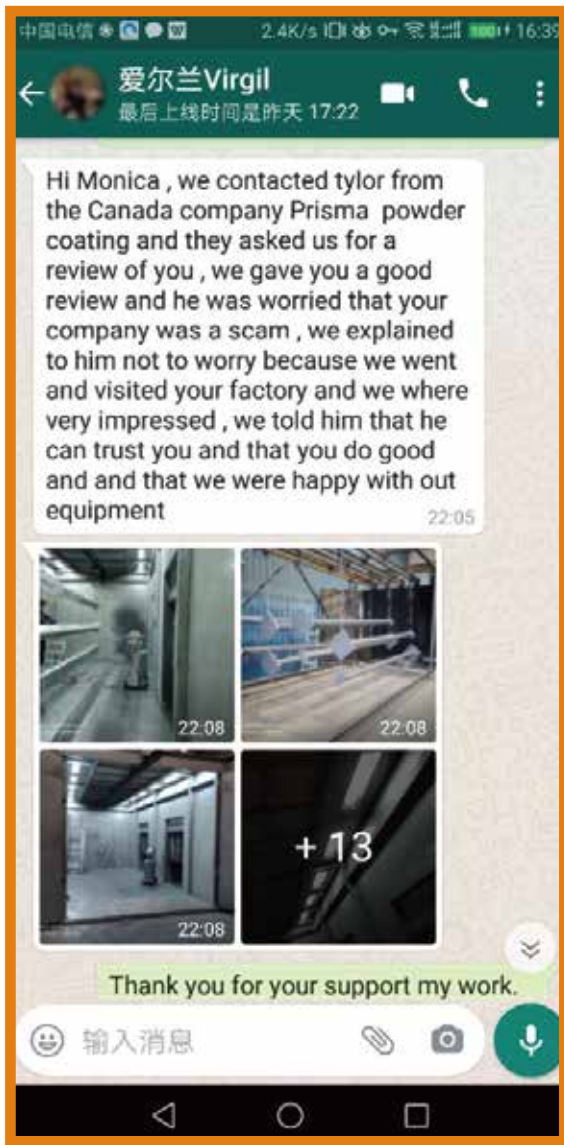 中国电信
2.4K/s
100
16:39
爱尔兰Virgil
最后上线时间是昨天 17:22
Hi Monica , we contacted tylor from
the Canada company Prisma powder
coating and they asked us for a
review of you , we gave you a good
review and he was worried that your
company was a scam , we explained
to him not to worry because we went
and visited your factory and we where
very impressed , we told him that he
can trust you and that you do good
and and that we were happy with out
equipment
22:05
22:08
22:08
22:08
+ 13
Thank you for your support my work.
输入消息